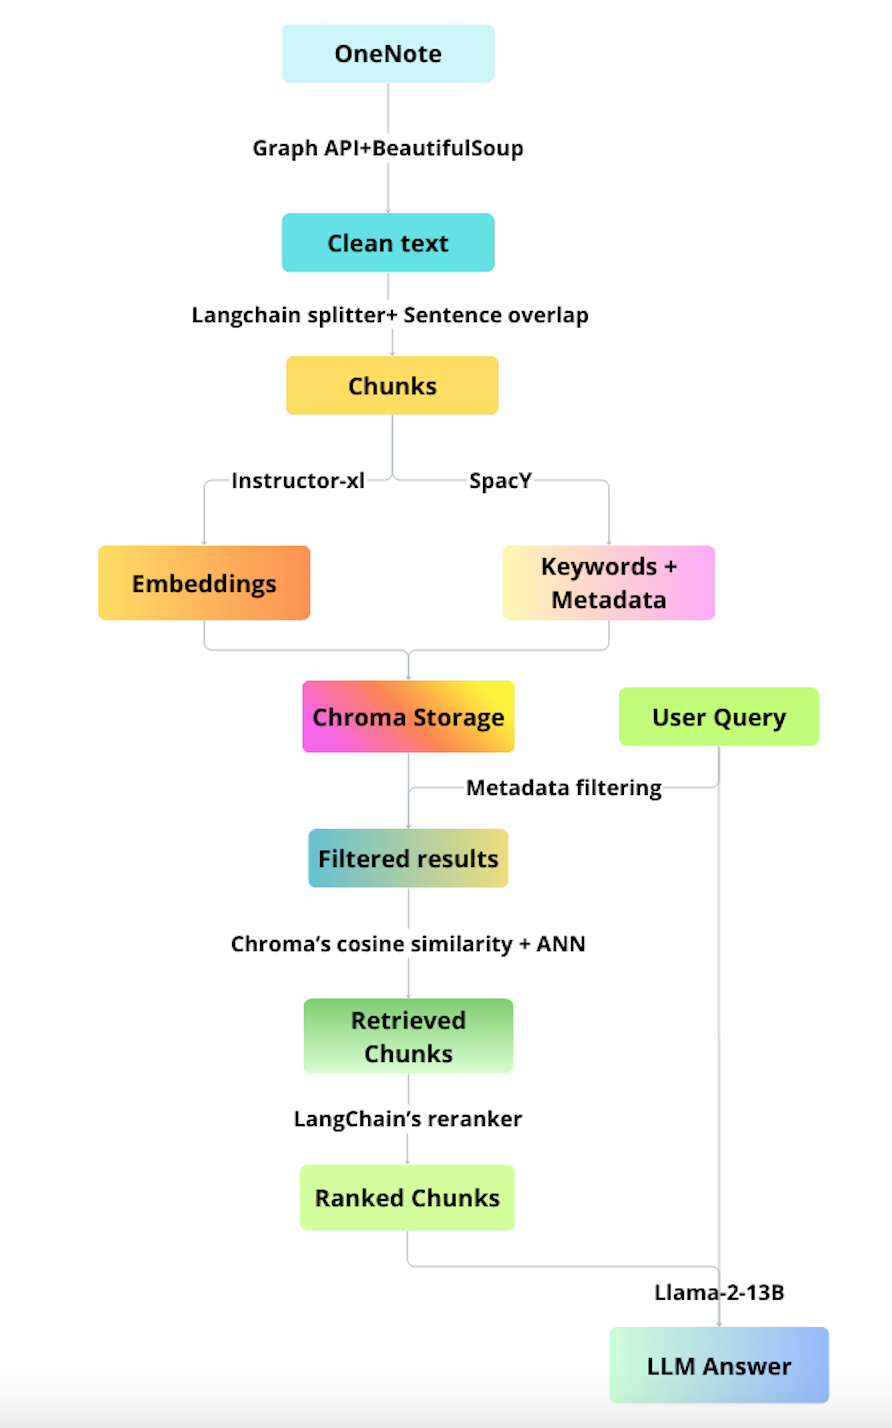 OneNote
Graph API+BeautifulSoup
Clean text
Langchain splitter+ Sentence overlap
Chunks
Instructor-xl
SpacY
Embeddings
Keywords +
Metadata
Chroma Storage
User Query
Metadata filtering
Filtered results
Chroma’s cosine similarity + ANN
Retrieved
Chunks
LangChain’s reranker
Ranked Chunks
Llama-2-13B
LLM Answer